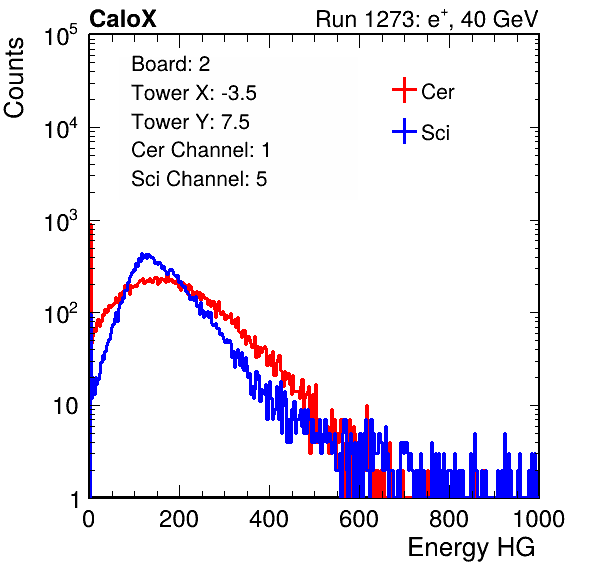 CaloX Run 1273: e⁺, 40 GeV
Counts
Board: 2
Tower X: -3.5
Tower Y: 7.5
Cer Channel: 1
Sci Channel: 5
Cer
Sci
10⁵
10⁴
10³
10²
10
1
0 200 400 600 800 1000
Energy HG